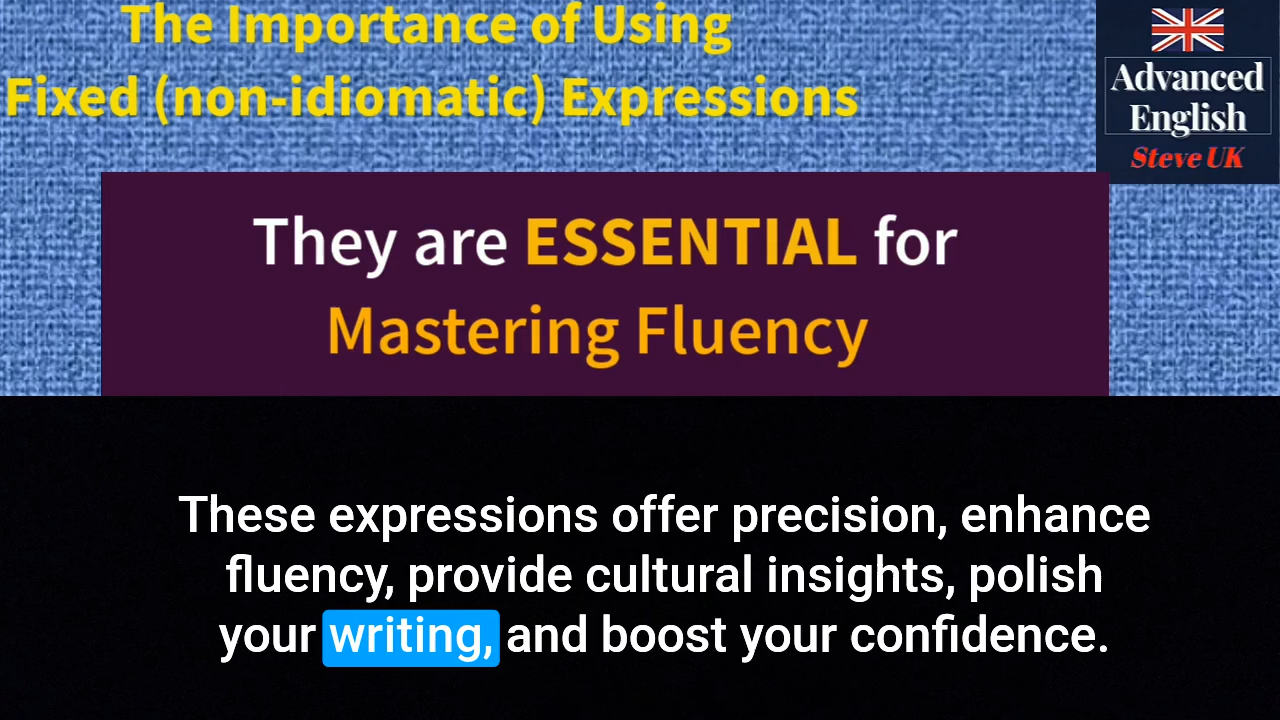 The Importance of Using
Fixed (non-idiomatic) Expressions
Advanced
English
Steve UK
They are ESSENTIAL for
Mastering Fluency
These expressions offer precision, enhance
fluency, provide cultural insights, polish
your writing, and boost your confidence.